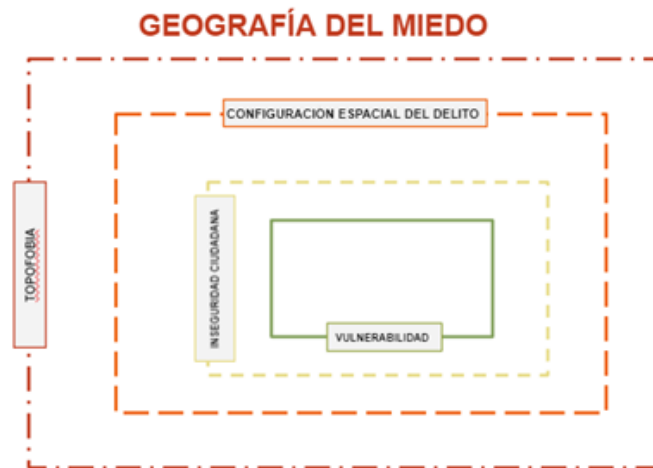 GEOGRAFÍA DEL MIEDO
CONFIGURACION ESPACIAL DEL DELITO
TOPOFOBIA
INSEGURIDAD CIUDADANA
VULNERABILIDAD